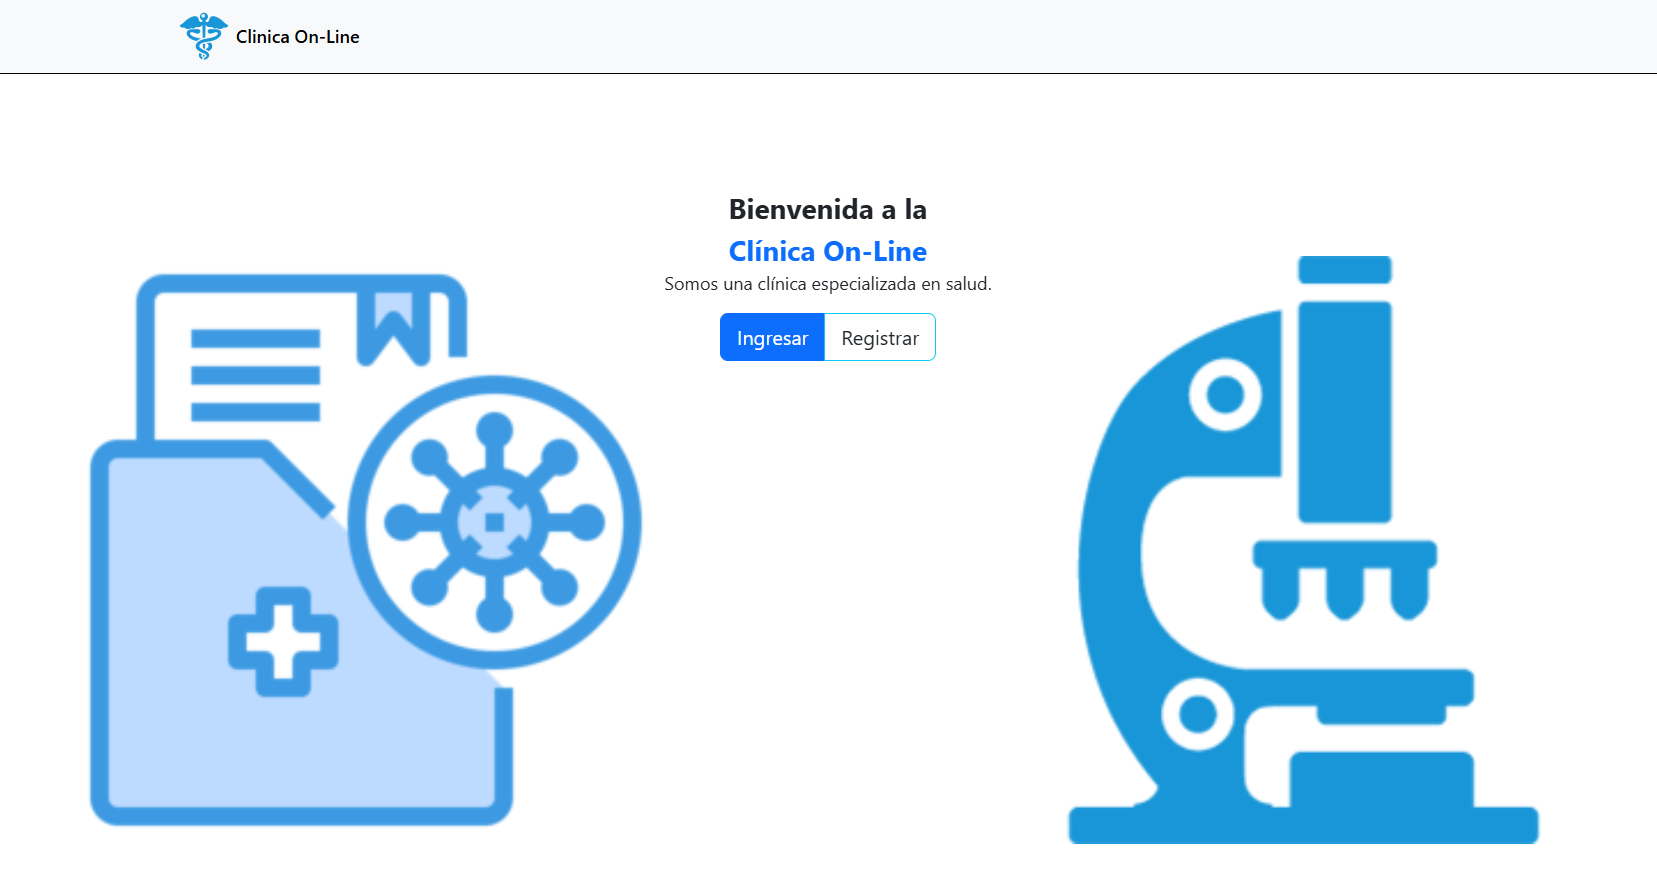 Clinica On-Line
Bienvenida a la
Clínica On-Line
Somos una clínica especializada en salud.
Ingresar
Registrar